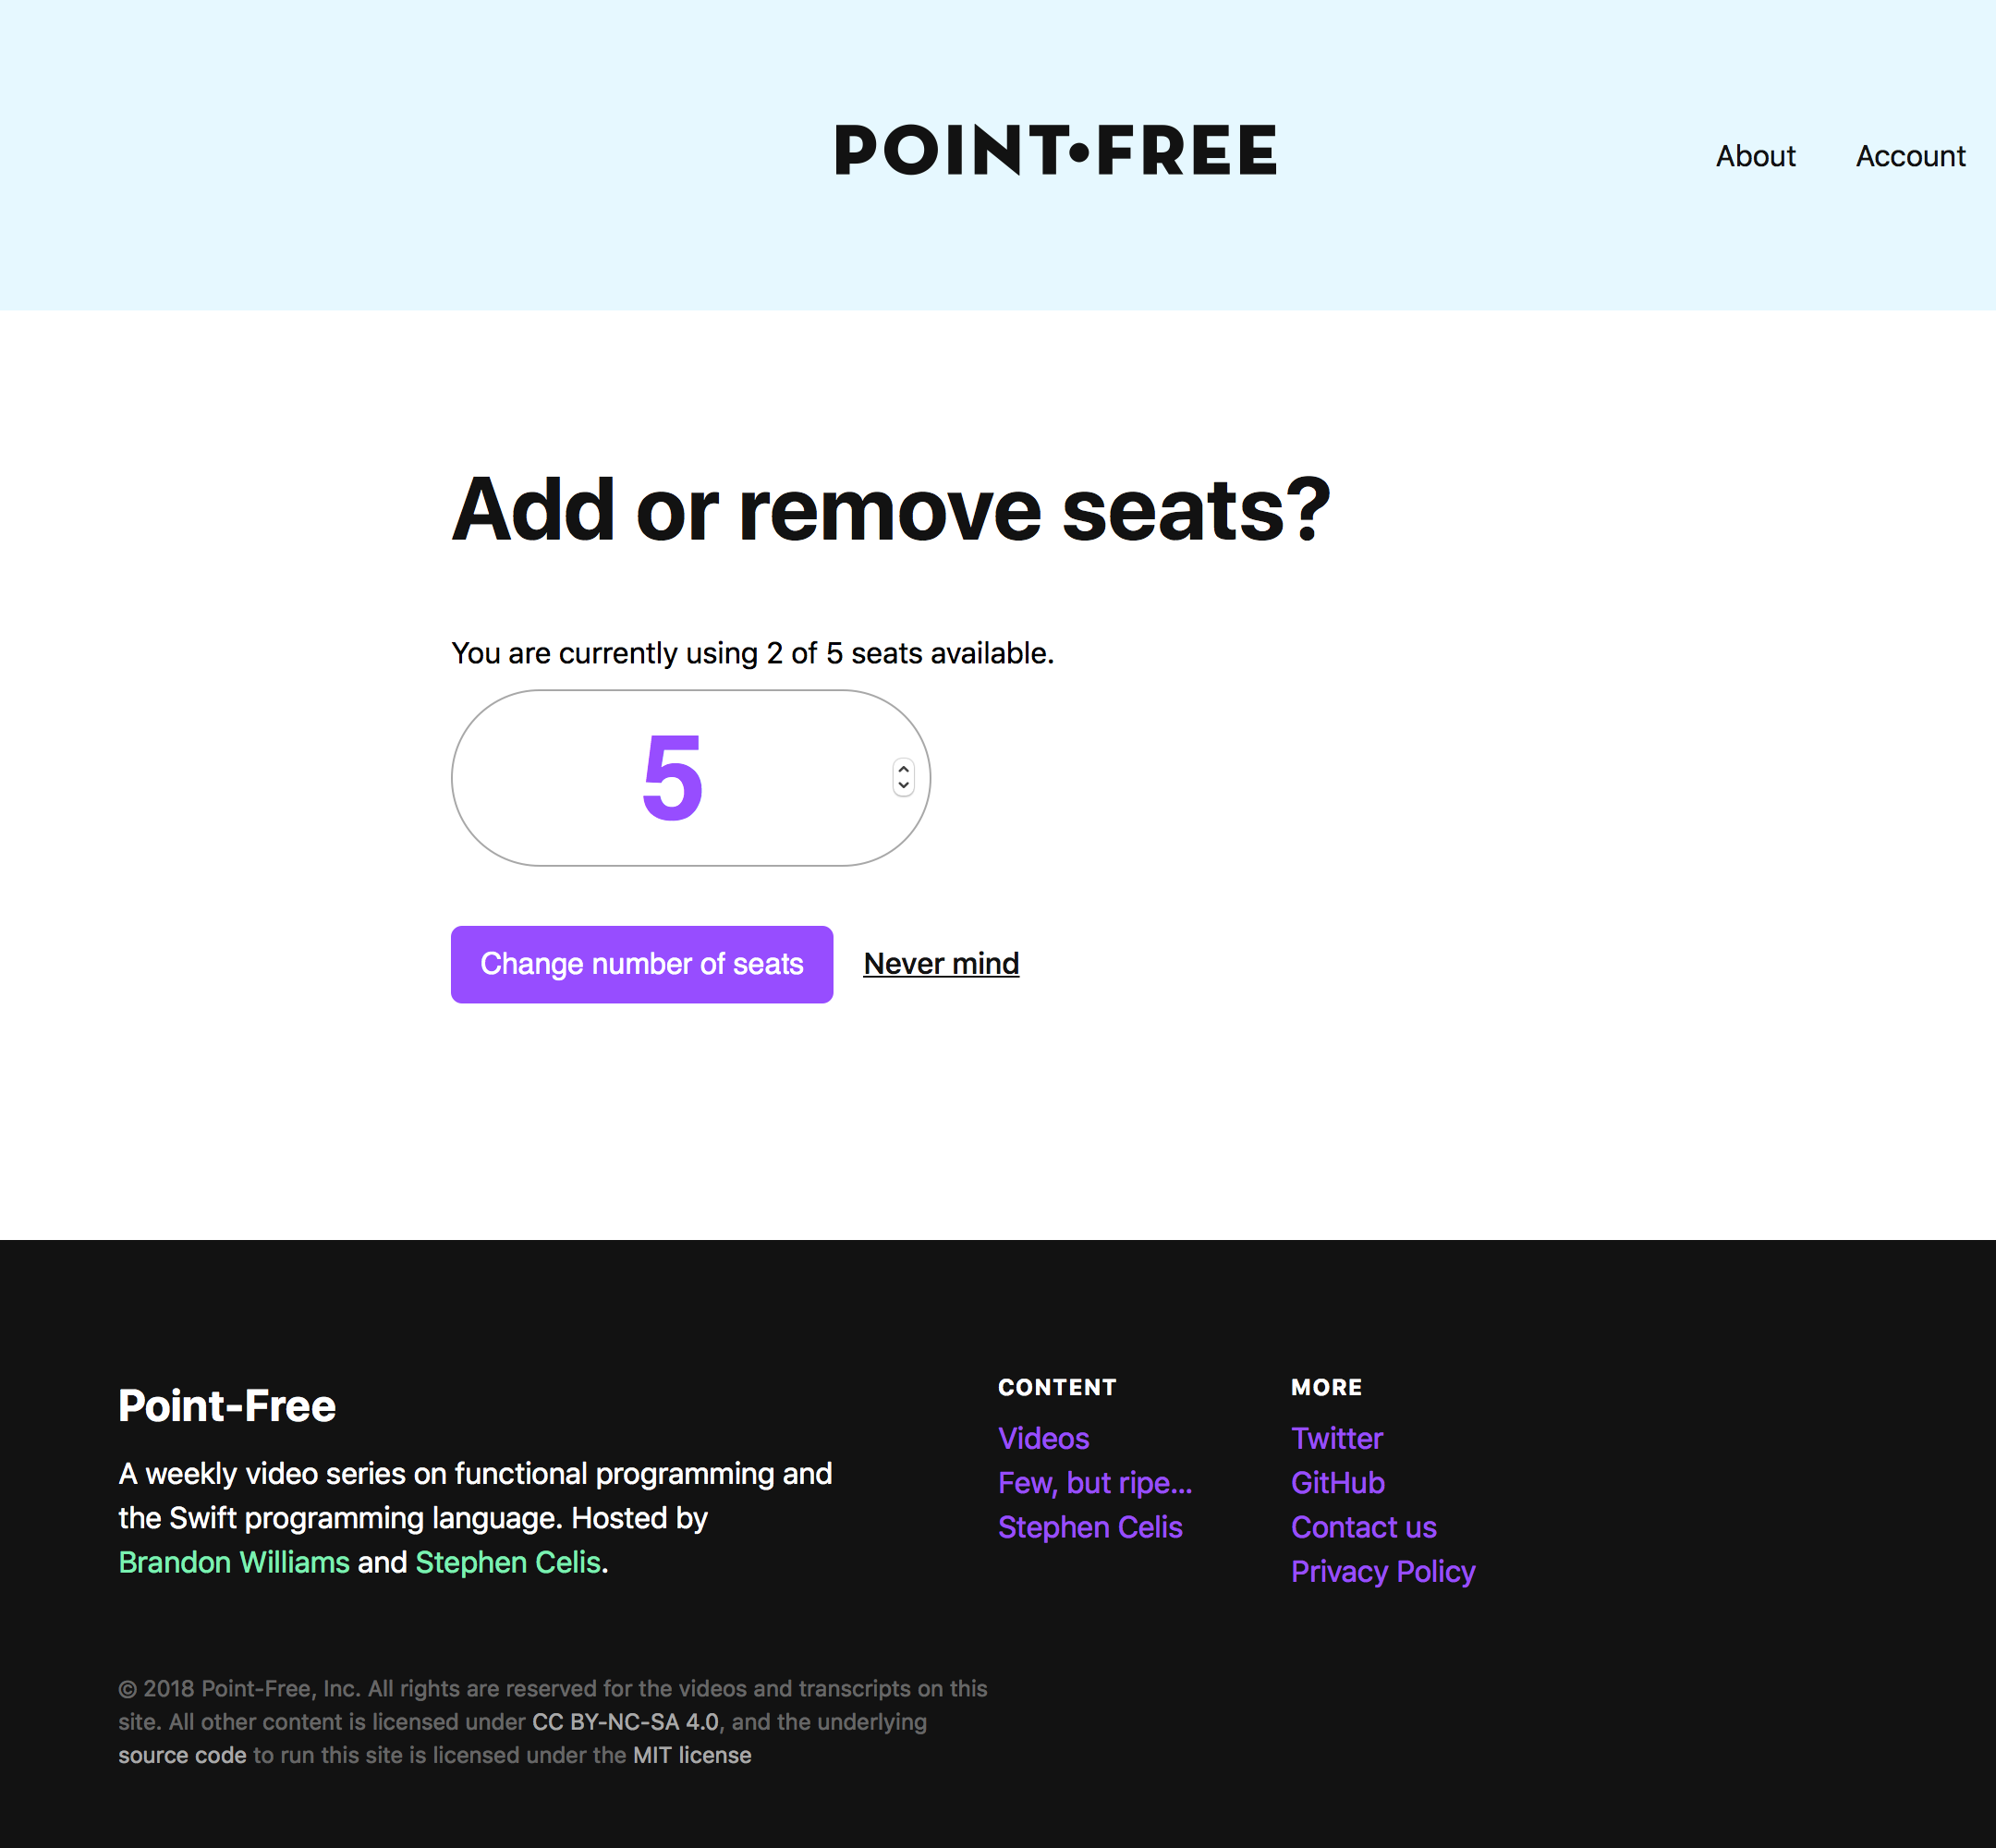 POINT•FREE
About
Account
Add or remove seats?
You are currently using 2 of 5 seats available.
5
Change number of seats
Never mind
Point-Free
A weekly video series on functional programming and
the Swift programming language. Hosted by
Brandon Williams and Stephen Celis.
CONTENT
Videos
Few, but ripe...
Stephen Celis
MORE
Twitter
GitHub
Contact us
Privacy Policy
© 2018 Point-Free, Inc. All rights are reserved for the videos and transcripts on this
site. All other content is licensed under CC BY-NC-SA 4.0, and the underlying
source code to run this site is licensed under the MIT license